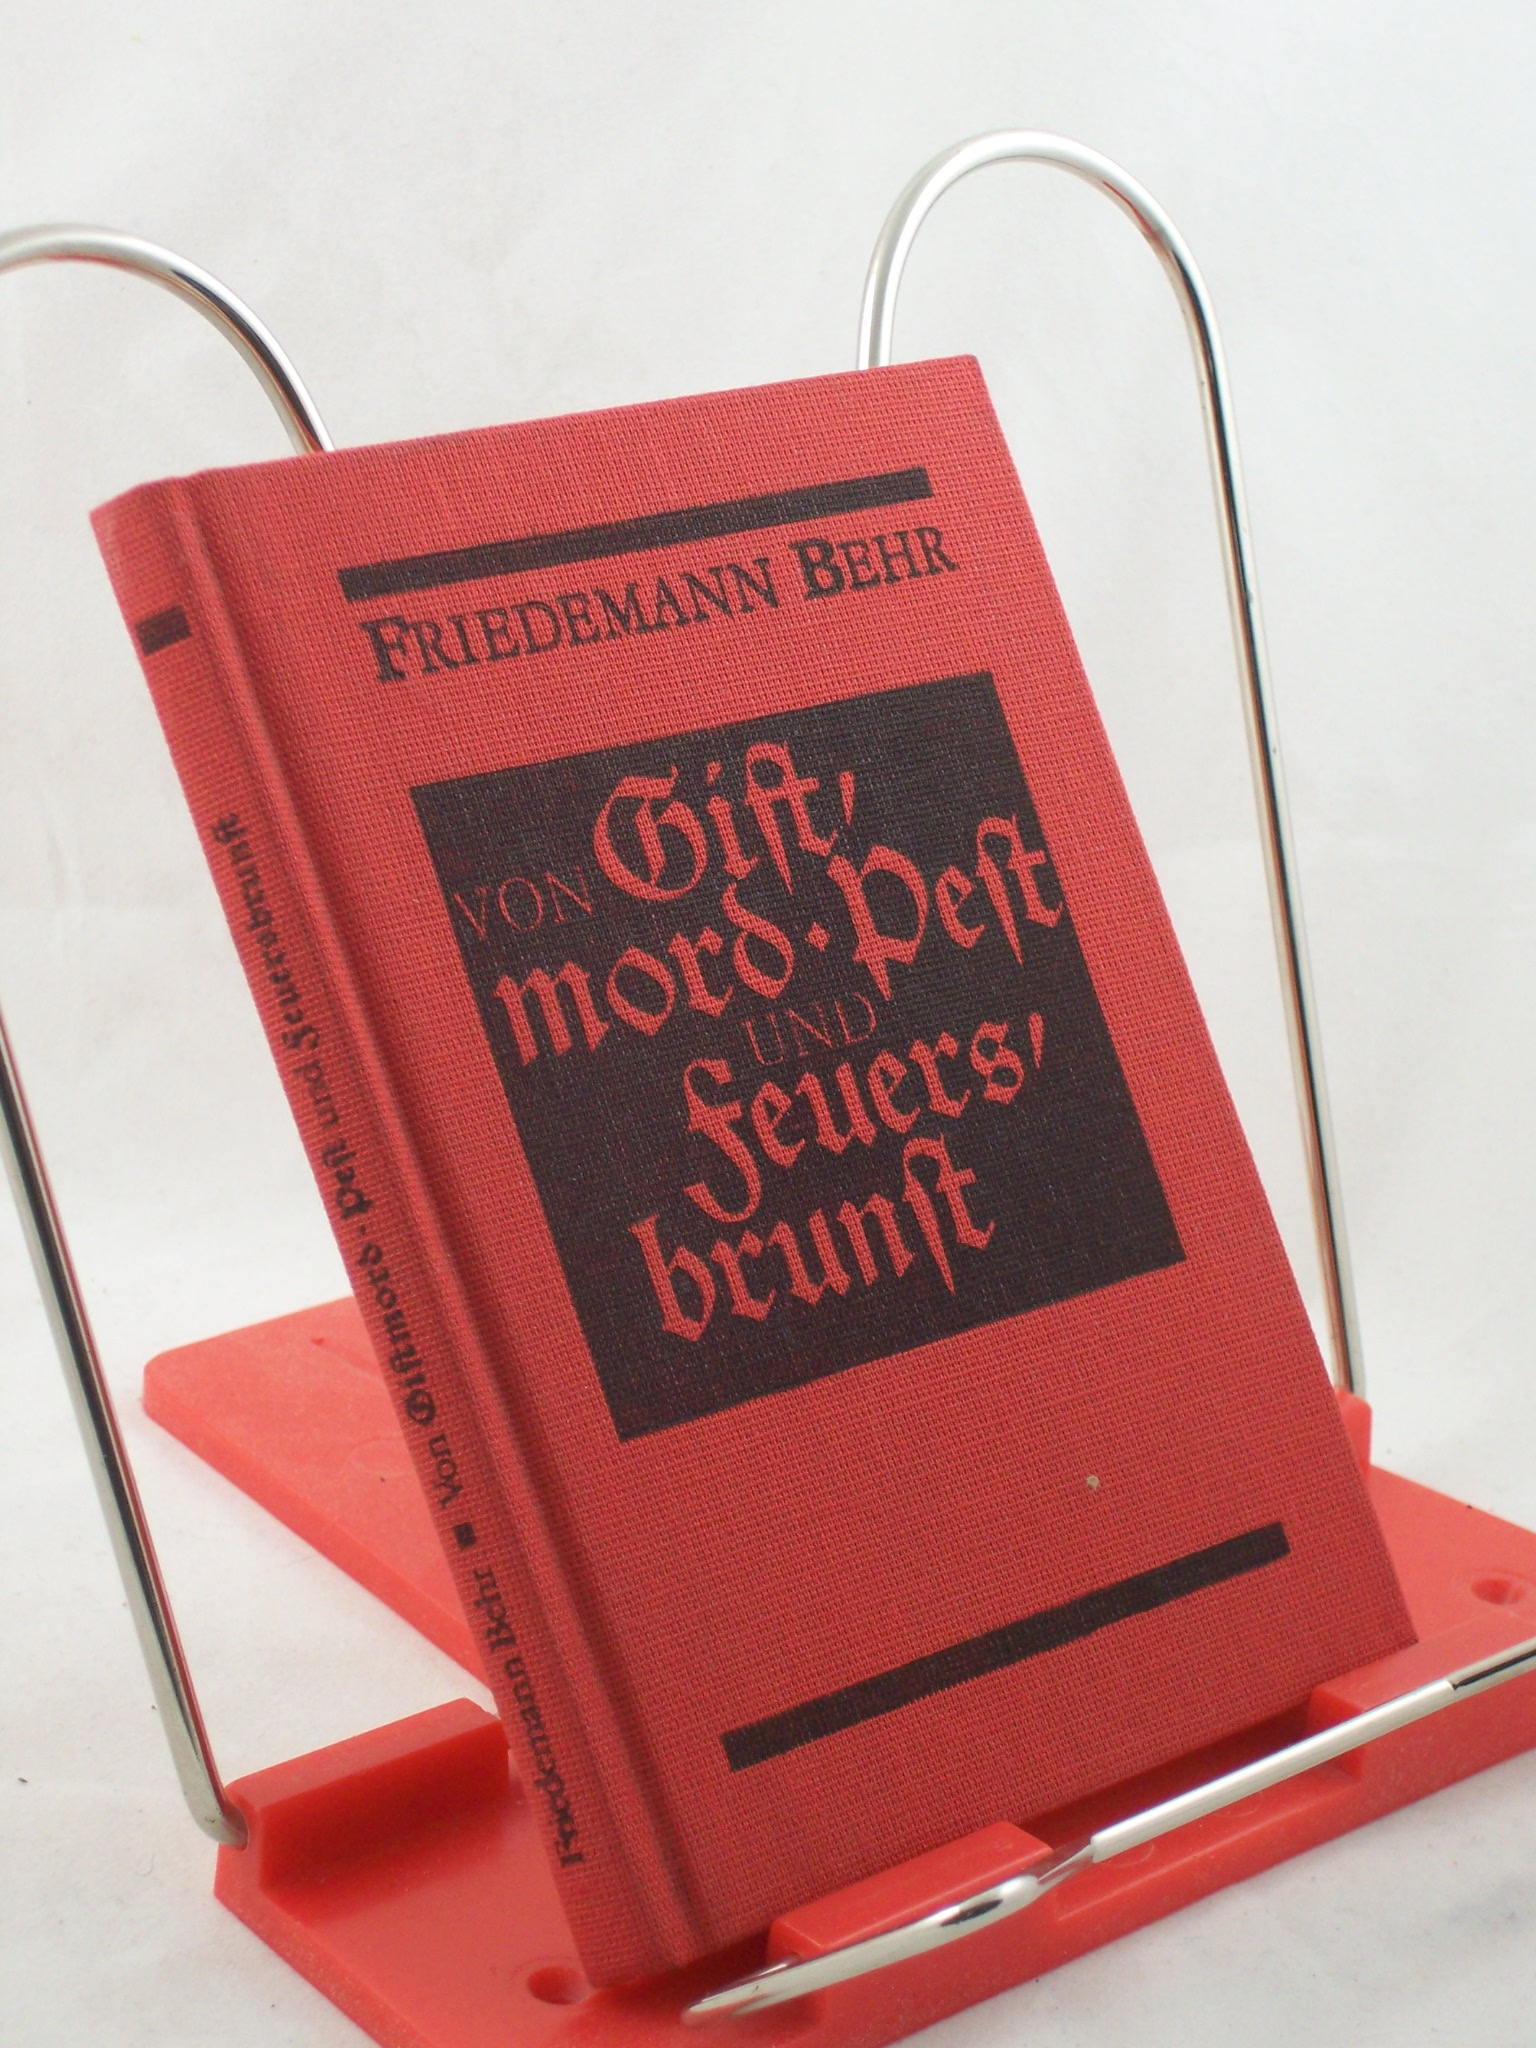 FRIEDEMANN BEHR
VON Gift,
mord · Pest
UND
Feuers,
brunſt
Friedemann Behr ▪ Von Giftmord · Pest und Feuersbrunst